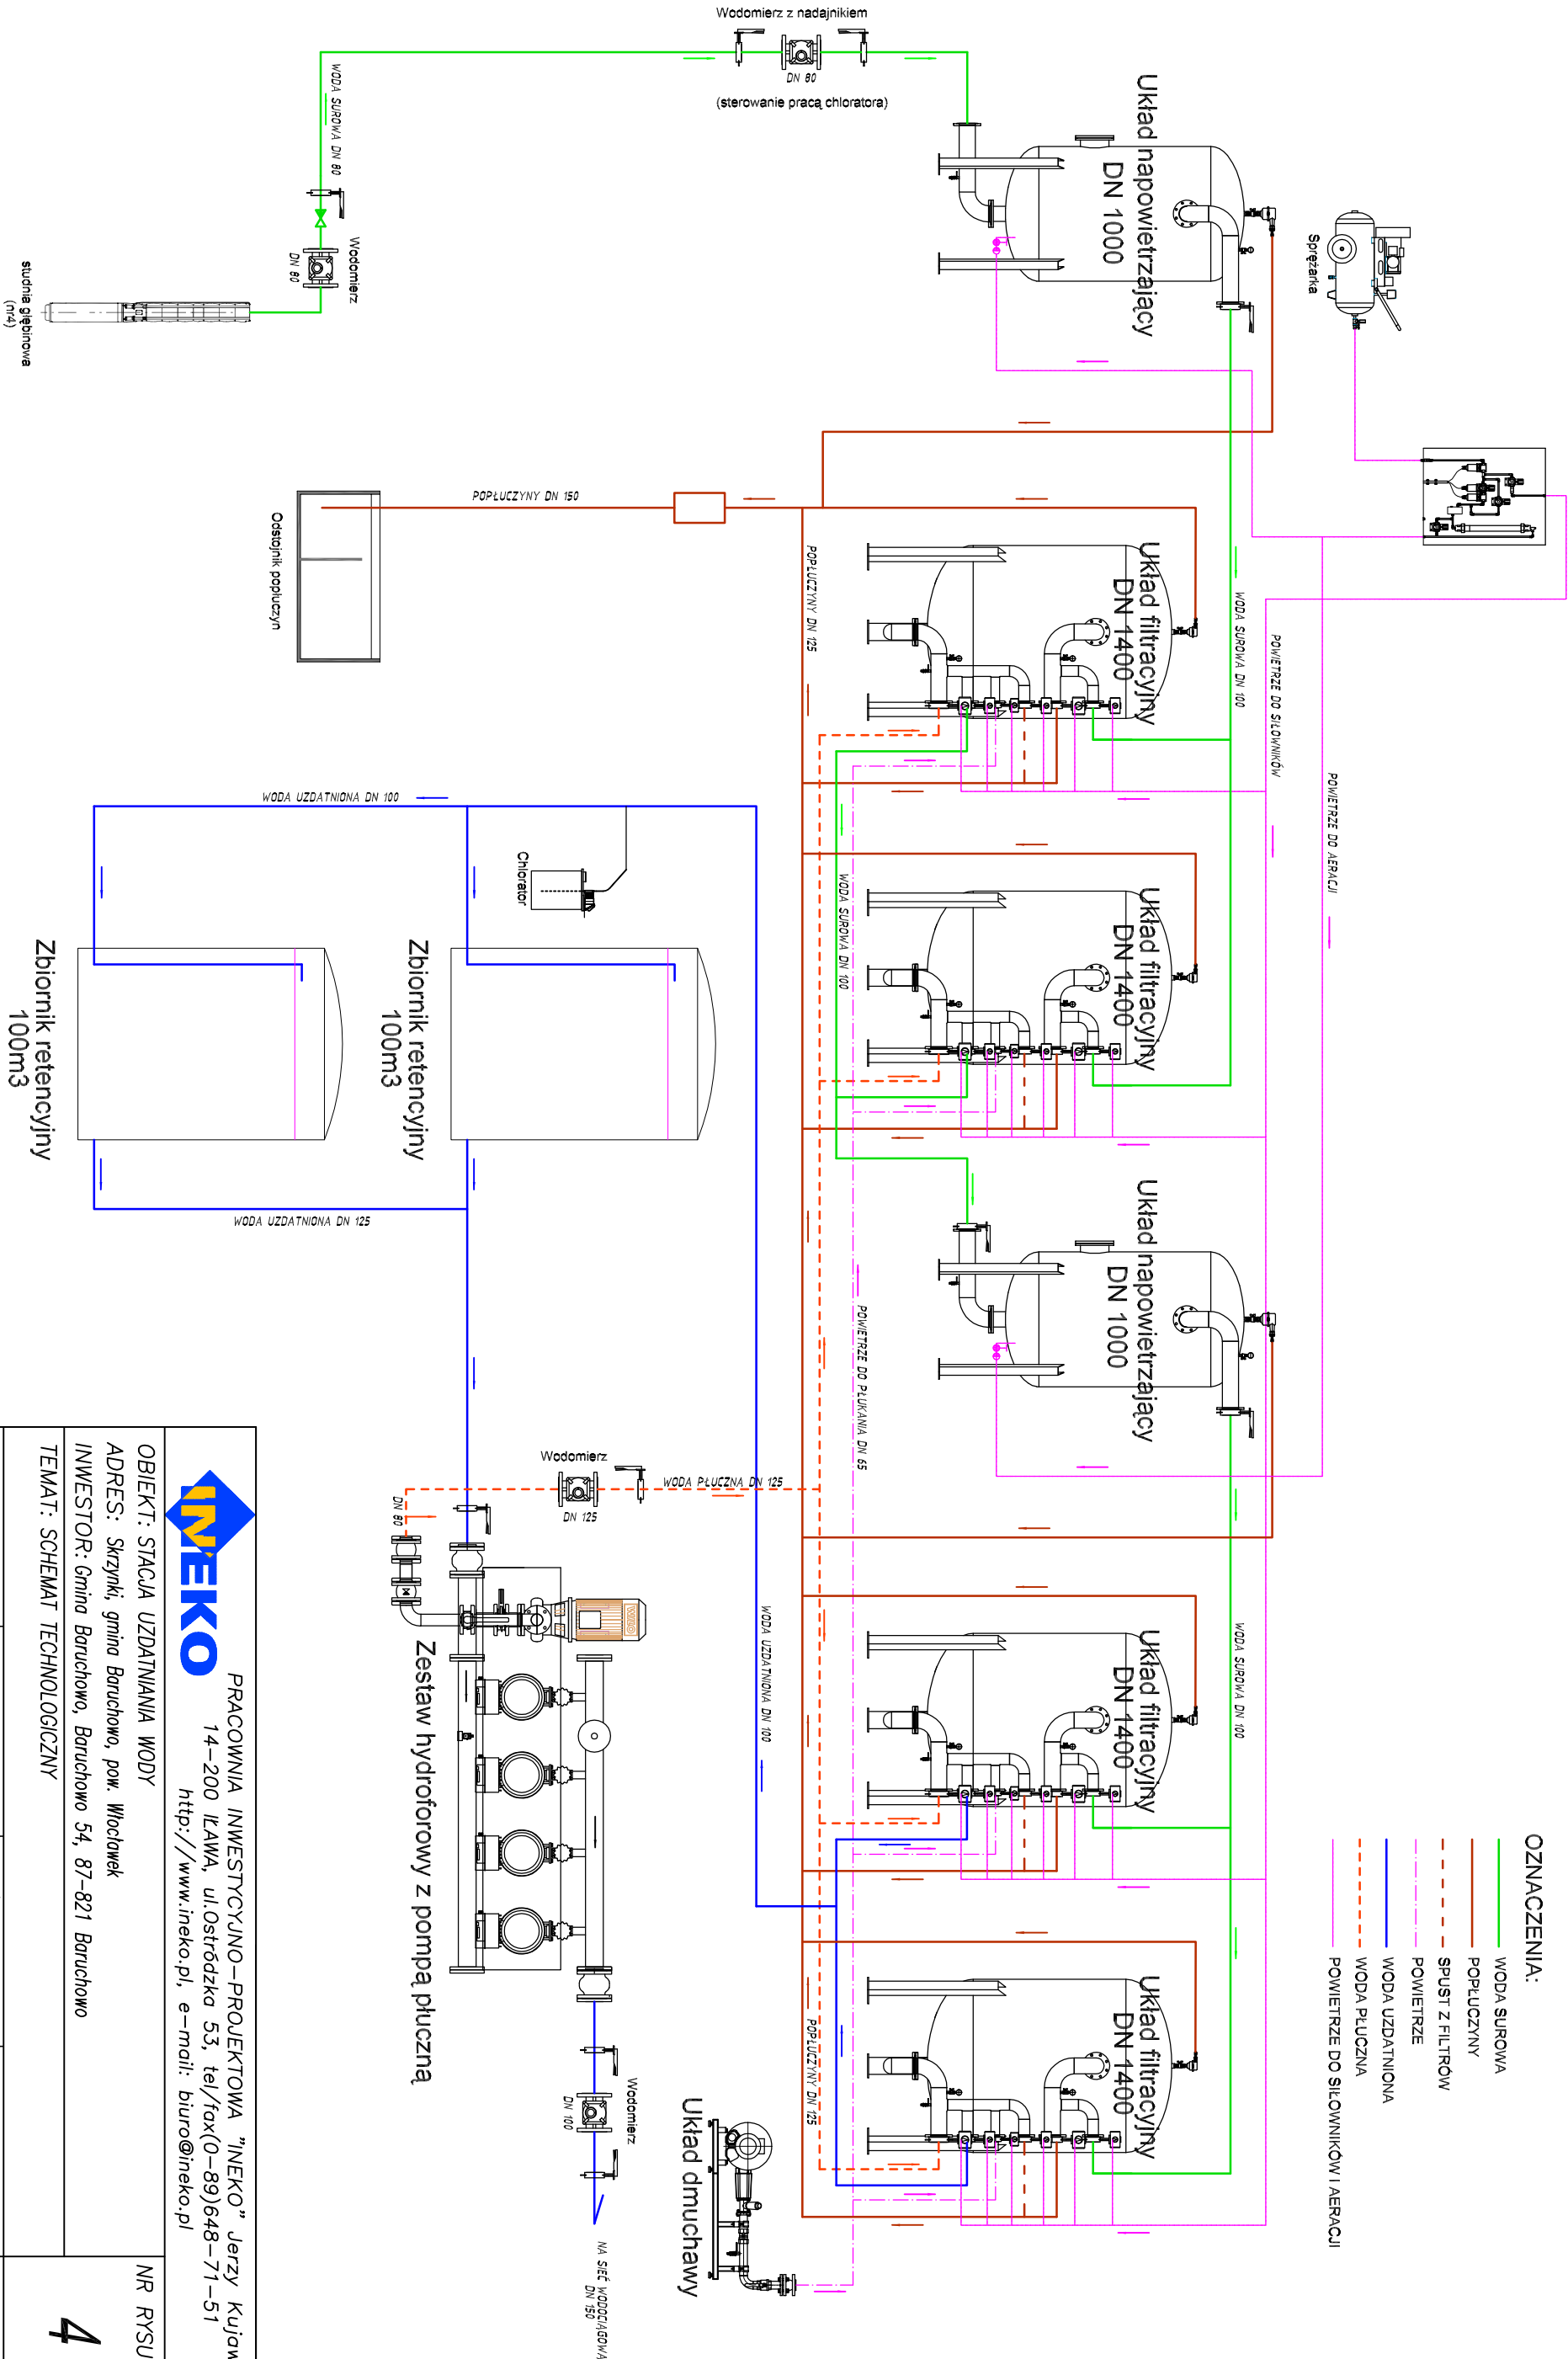 OZNACZENIA:
WODA SUROWA
POPŁUCZYNY
SPUST Z FILTRÓW
POWIETRZE
WODA UZDATNIONA
WODA PŁUCZNA
POWIETRZE DO SIŁOWNIKÓW I AERACJI
Sprężarka
POWIETRZE DO AERACJI
POWIETRZE DO SIŁOWNIKÓW
WODA SUROWA DN 100
WODA SUROWA DN 100
Układ napowietrzający
DN 1000
Układ filtracyjny
DN 1400
Układ filtracyjny
DN 1400
Układ napowietrzający
DN 1000
Układ filtracyjny
DN 1400
Układ filtracyjny
DN 1400
Wodomierz z nadajnikiem
DN 80
(sterowanie pracą chloratora)
WODA SUROWA DN 100
POWIETRZE DO PŁUKANIA DN 65
POPŁUCZYNY DN 125
POPŁUCZYNY DN 125
POPŁUCZYNY DN 150
WODA UZDATNIONA DN 100
WODA PŁUCZNA DN 125
Układ dmuchawy
Wodomierz
DN 125
Wodomierz
DN 100
NA SIEĆ WODOCIĄGOWĄ
DN 150
Chlorator
WODA UZDATNIONA DN 100
Zbiornik retencyjny
100m3
Zestaw hydroforowy z pompą płuczną
DN 80
WILO
WODA SUROWA DN 80
Wodomierz
DN 80
Odstojnik popłuczyn
WODA UZDATNIONA DN 125
Zbiornik retencyjny
100m3
studnia głębinowa
(nr4)
INEKO
PRACOWNIA INWESTYCYJNO-PROJEKTOWA "INEKO" Jerzy Kujaw
14-200 IŁAWA, ul.Ostródzka 53, tel/fax(0-89)648-71-51
http://www.ineko.pl, e-mail: biuro@ineko.pl
OBIEKT: STACJA UZDATNIANIA WODY
ADRES: Skrzynki, gmina Baruchowo, pow. Włocławek
INWESTOR: Gmina Baruchowo, Baruchowo 54, 87-821 Baruchowo
TEMAT: SCHEMAT TECHNOLOGICZNY
NR RYSU
4